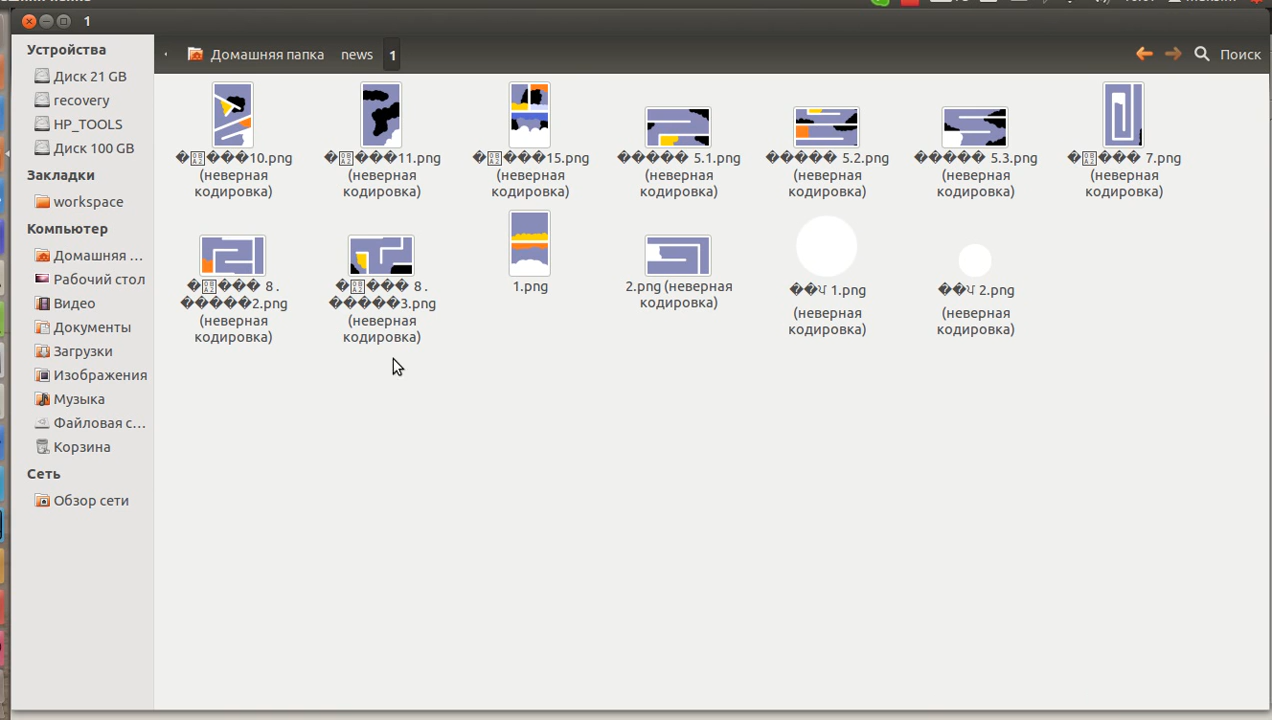 1
Устройства
Диск 21 GB
recovery
HP_TOOLS
Диск 100 GB
Закладки
workspace
Компьютер
Домашняя ...
Рабочий стол
Видео
Документы
Загрузки
Изображения
Музыка
Файловая с...
Корзина
Сеть
Обзор сети
Домашняя папка news 1
Поиск
10.png
(неверная
кодировка)
11.png
(неверная
кодировка)
15.png
(неверная
кодировка)
����� 5.1.png
(неверная
кодировка)
����� 5.2.png
(неверная
кодировка)
����� 5.3.png
(неверная
кодировка)
7.png
(неверная
кодировка)
8.
�����2.png
(неверная
кодировка)
8.
�����3.png
(неверная
кодировка)
1.png
2.png (неверная
кодировка)
1.png
(неверная
кодировка)
2.png
(неверная
кодировка)